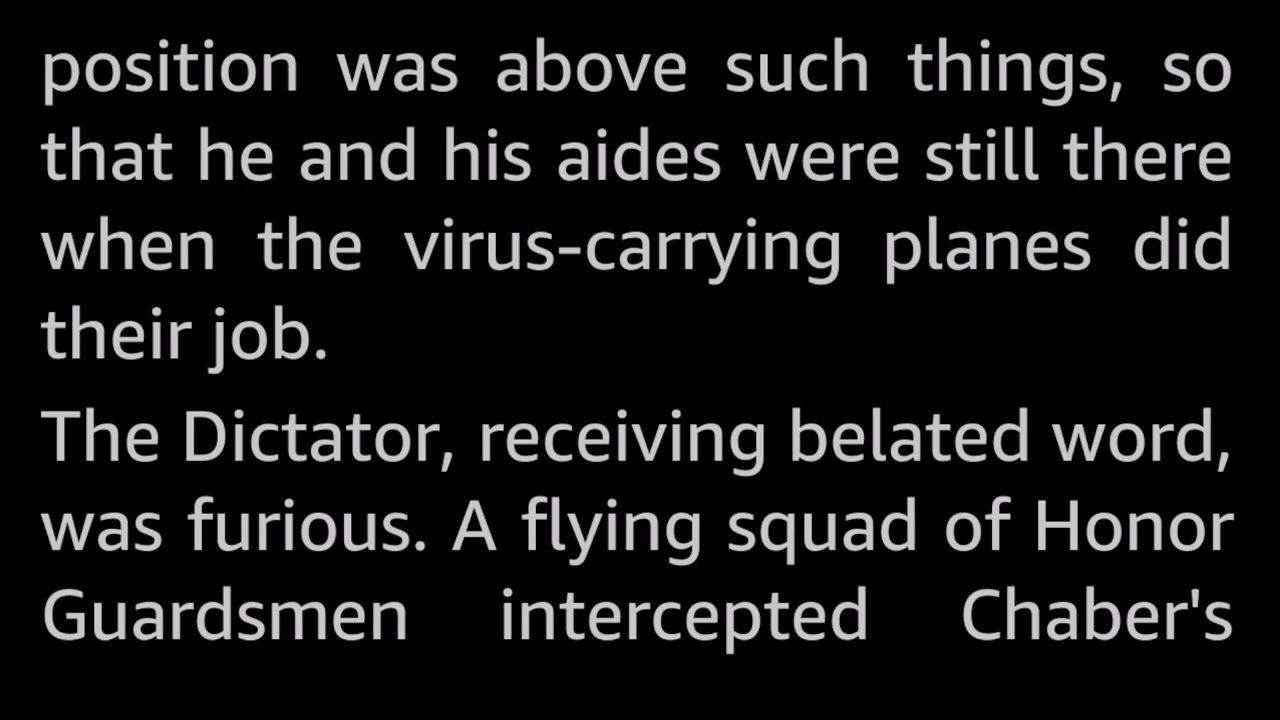 position was above such things, so
that he and his aides were still there
when the virus-carrying planes did
their job.
The Dictator, receiving belated word,
was furious. A flying squad of Honor
Guardsmen intercepted Chaber's